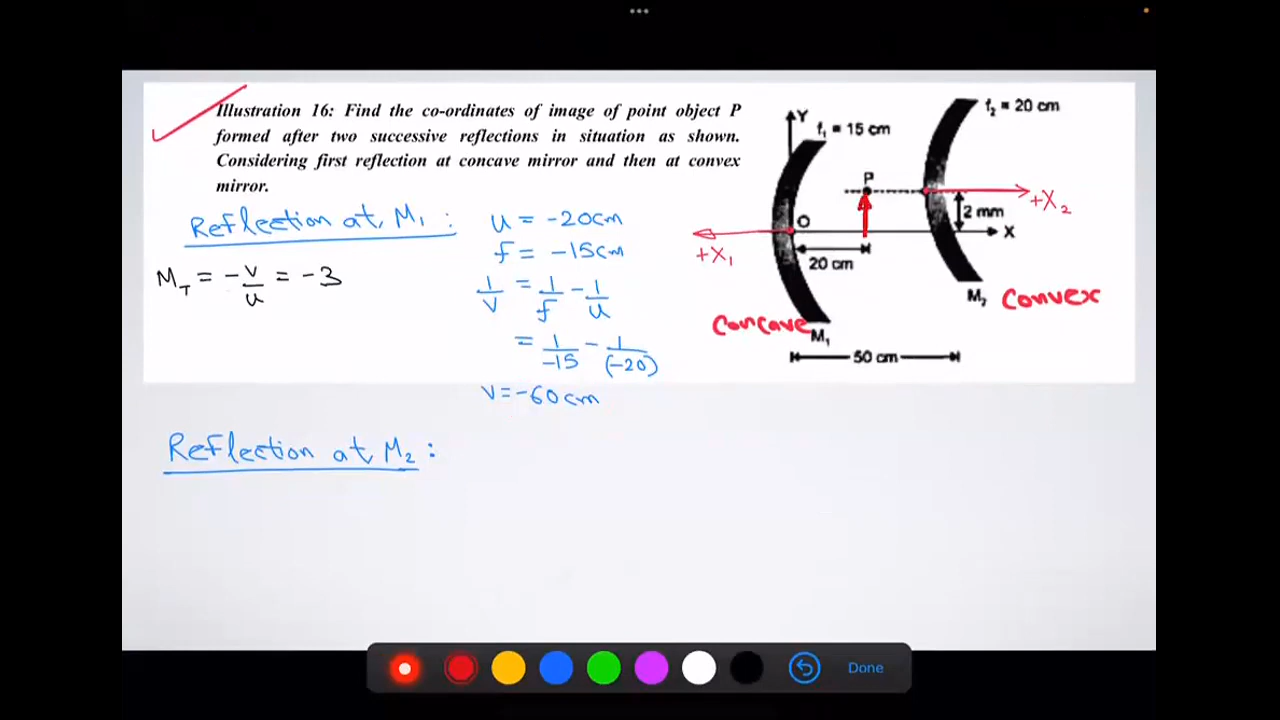 Illustration 16: Find the co-ordinates of image of point object P
formed after two successive reflections in situation as shown.
Considering first reflection at concave mirror and then at convex
mirror.
Y
f₁ = 15 cm
f₂ = 20 cm
P
+X₂
2 mm
O
X
+X₁
20 cm
M₂ Convex
Concave
M₁
50 cm
Reflection at M₁ :
M_T = -v/u = -3
u = -20cm
f = -15cm
1/v = 1/f - 1/u
= 1/-15 - 1/(-20)
v = -60cm
Reflection at M₂ :
Done